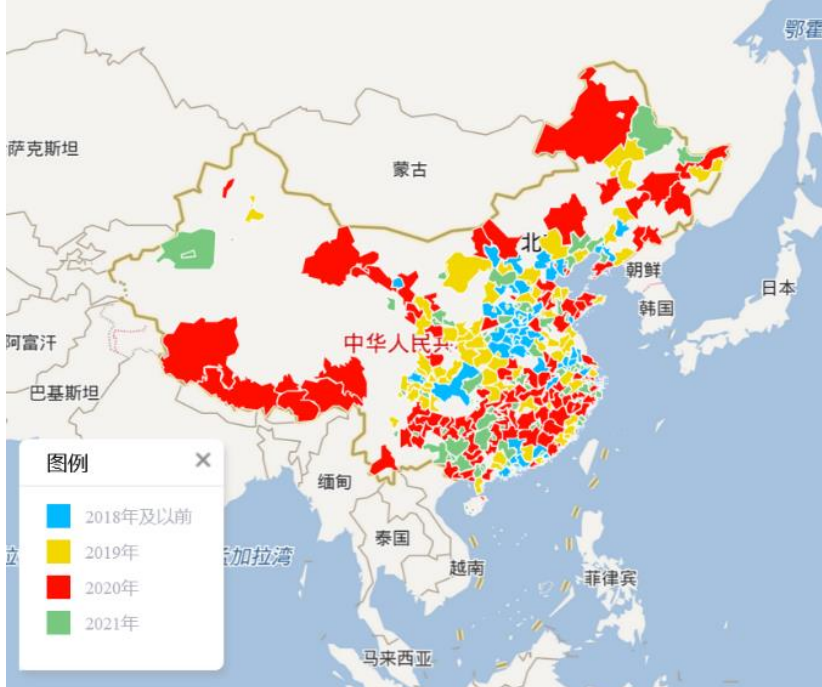 鄂霍
萨克斯坦
蒙古
北
朝鲜
日本
韩国
阿富汗
中华人民共
巴基斯坦
图例
缅甸
2018年及以前
2019年
2020年
2021年
加拉湾
泰国
越南
菲律宾
马来西亚